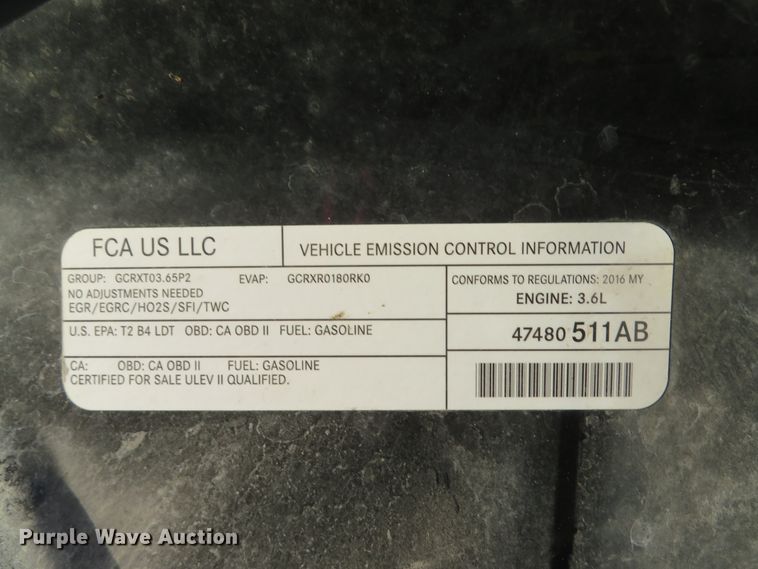 FCA US LLC
VEHICLE EMISSION CONTROL INFORMATION
GROUP: GCRXT03.65P2 EVAP: GCRXR0180RK0
NO ADJUSTMENTS NEEDED
EGR/EGRC/HO2S/SFI/TWC
U.S. EPA: T2 B4 LDT OBD: CA OBD II FUEL: GASOLINE
CA: OBD: CA OBD II FUEL: GASOLINE
CERTIFIED FOR SALE ULEV II QUALIFIED.
CONFORMS TO REGULATIONS: 2016 MY
ENGINE: 3.6L
47480 511AB
Purple Wave Auction